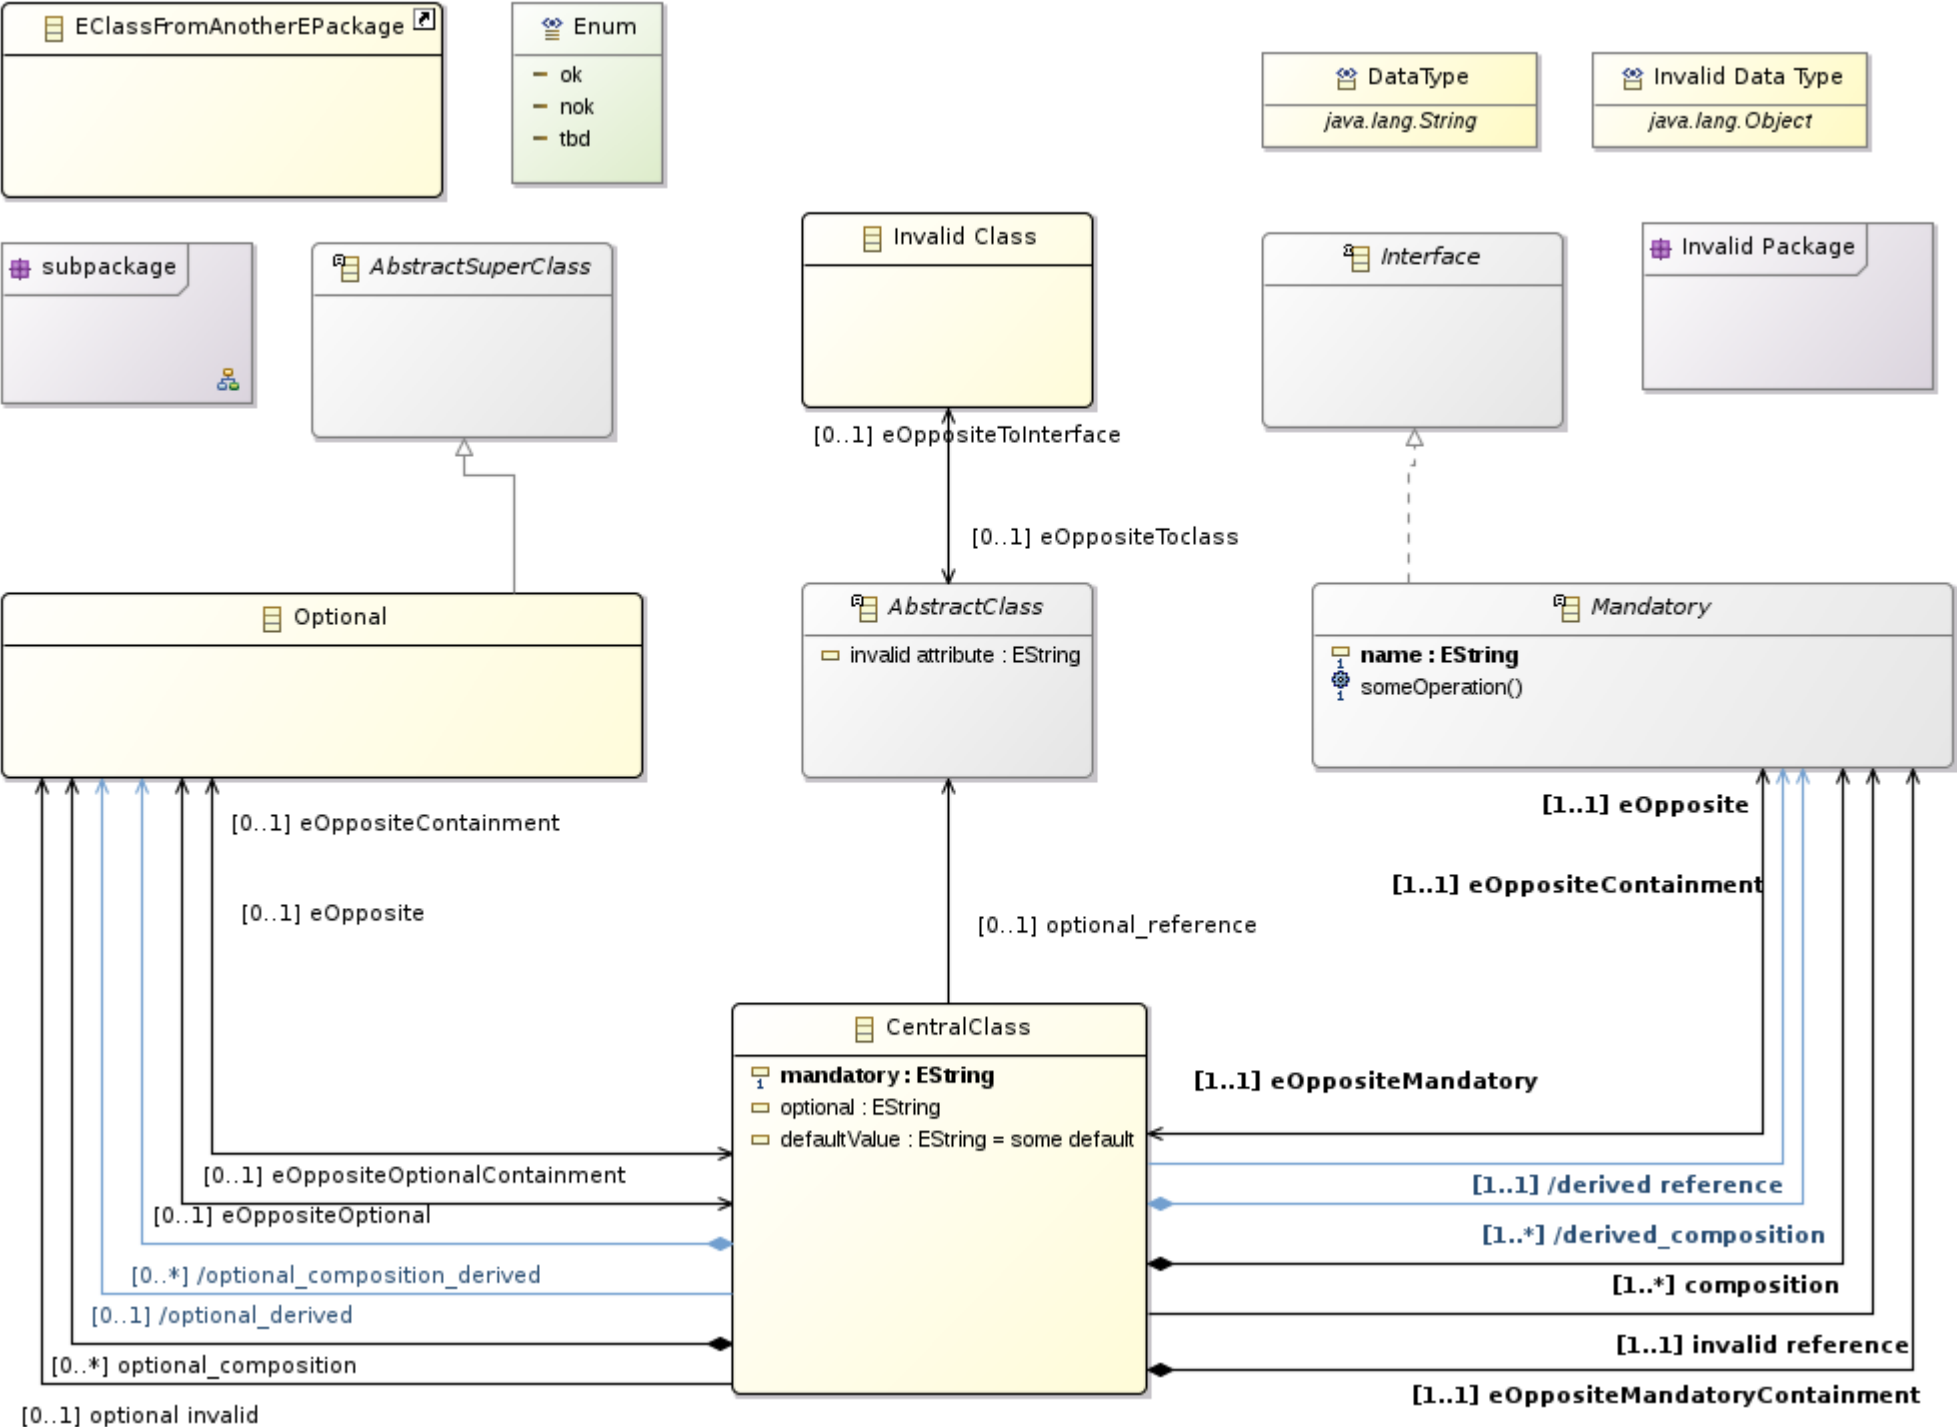 EClassFromAnotherEPackage
Enum
ok
nok
tbd
DataType
java.lang.String
Invalid Data Type
java.lang.Object
subpackage
AbstractSuperClass
Invalid Class
Interface
Invalid Package
[0..1] eOppositeToInterface
[0..1] eOppositeToclass
Optional
AbstractClass
invalid attribute : EString
Mandatory
name : EString
someOperation()
[0..1] eOppositeContainment
[0..1] eOpposite
[0..1] optional_reference
[1..1] eOpposite
[1..1] eOppositeContainment
CentralClass
mandatory : EString
optional : EString
defaultValue : EString = some default
[1..1] eOppositeMandatory
[0..1] eOppositeOptionalContainment
[0..1] eOppositeOptional
[0..*] /optional_composition_derived
[0..1] /optional_derived
[0..*] optional_composition
[0..1] optional invalid
[1..1] /derived reference
[1..*] /derived_composition
[1..*] composition
[1..1] invalid reference
[1..1] eOppositeMandatoryContainment